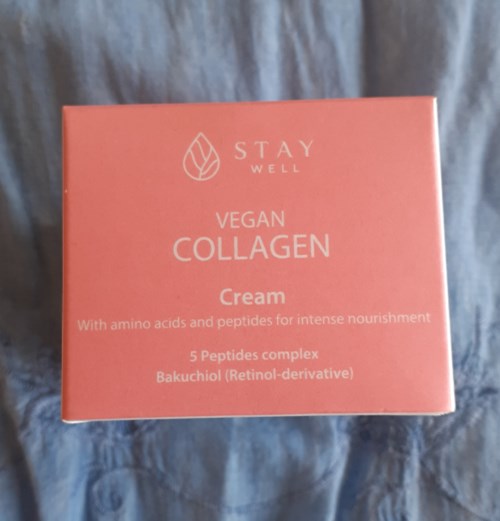 STAY
WELL
VEGAN
COLLAGEN
Cream
With amino acids and peptides for intense nourishment
5 Peptides complex
Bakuchiol (Retinol-derivative)